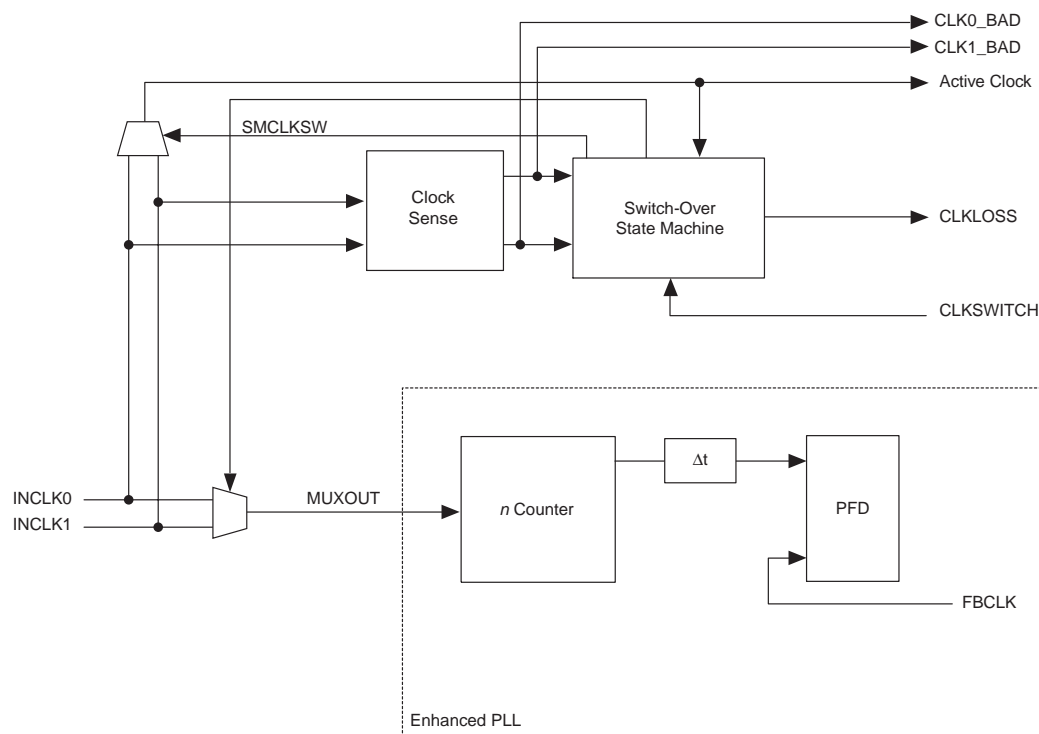 CLK0_BAD
CLK1_BAD
Active Clock
SMCLKSW
Clock
Sense
Switch-Over
State Machine
CLKLOSS
CLKSWITCH
Δt
INCLK0
INCLK1
MUXOUT
n Counter
PFD
FBCLK
Enhanced PLL